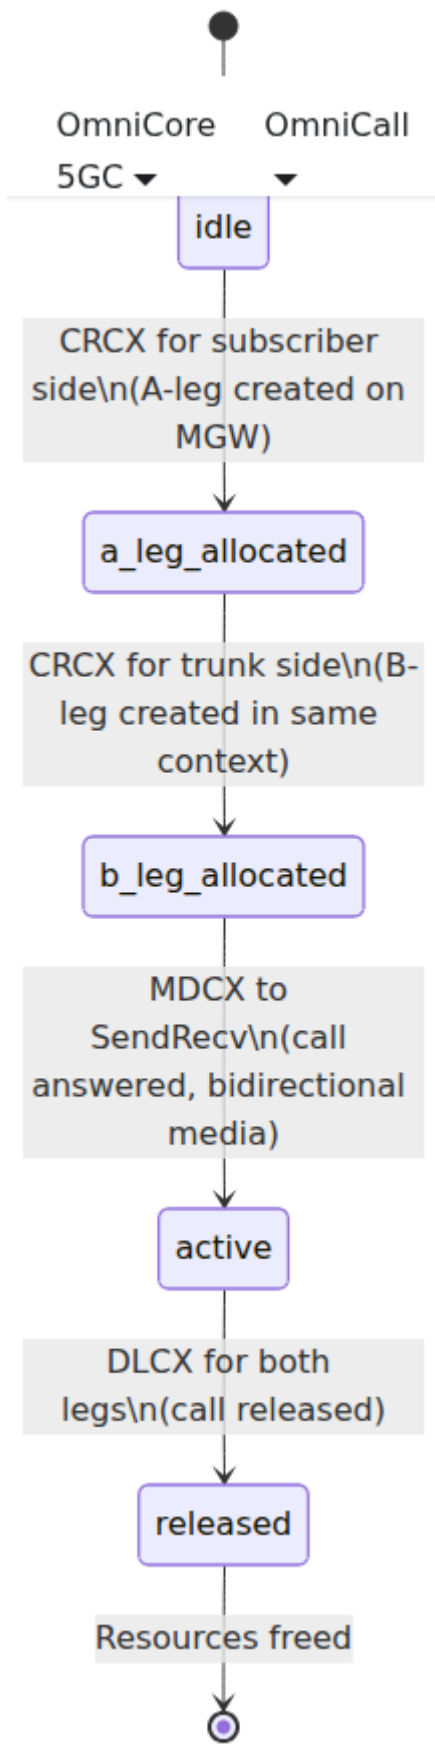 OmniCore OmniCall
5GC
idle
CRCX for subscriber
side\n(A-leg created on
MGW)
a_leg_allocated
CRCX for trunk side\n(B-
leg created in same
context)
b_leg_allocated
MDCX to
SendRecv\n(call
answered, bidirectional
media)
active
DLCX for both
legs\n(call released)
released
Resources freed